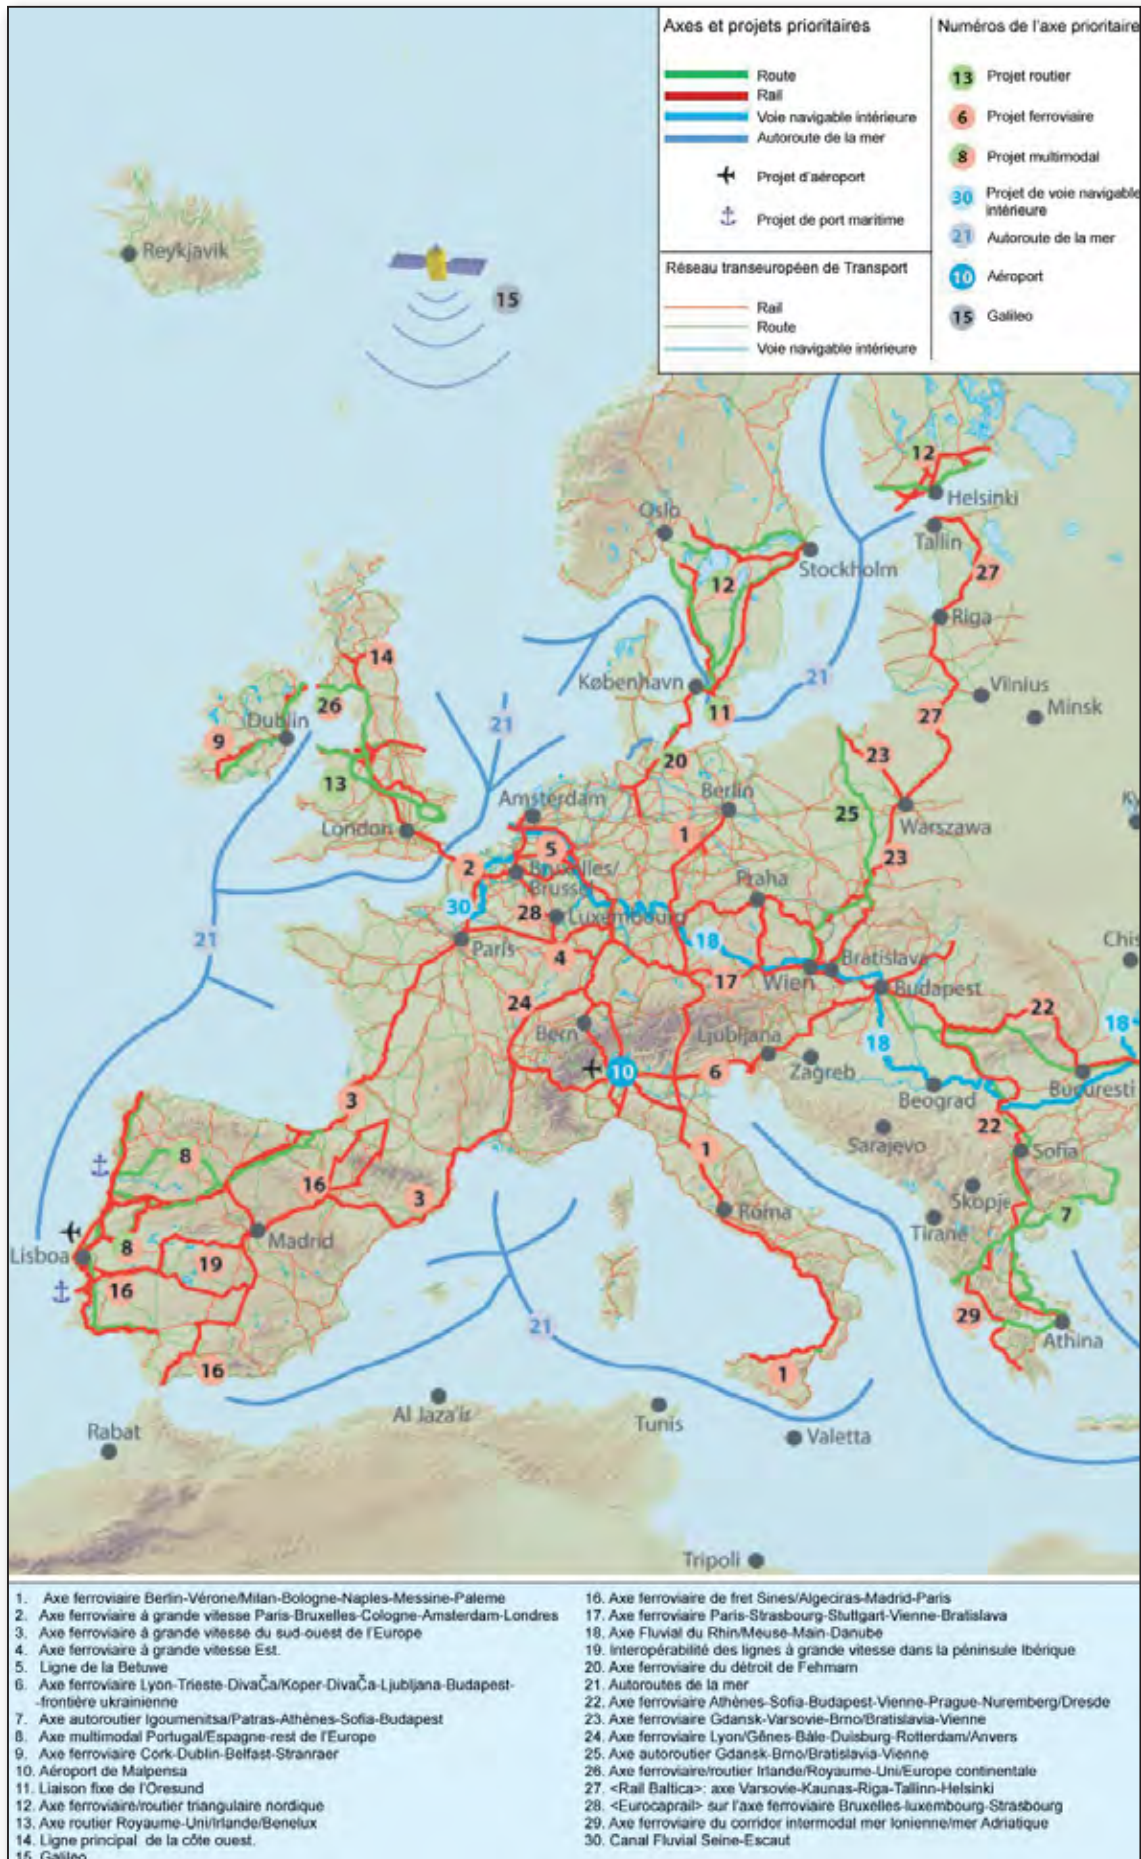 Axes et projets prioritaires
Route
Rail
Voie navigable intérieure
Autoroute de la mer
Projet d'aéroport
Projet de port maritime
Réseau transeuropéen de Transport
Rail
Route
Voie navigable intérieure
Numéros de l'axe prioritaire
13 Projet routier
6 Projet ferroviaire
8 Projet multimodal
30 Projet de voie navigable
intérieure
21 Autoroute de la mer
10 Aéroport
15 Galileo
Reykjavik
15
12
Helsinki
Oslo
Tallin
Stockholm
27
12
Riga
14
København
21
Vilnius
26
11
27
Minsk
Dublin
21
9
20
23
13
Amsterdam
Berlin
25
Warszawa
London
1
5
23
2
Bruxelles/
Brussel
Praha
30
28
Luxembourg
21
Paris
18
Chis
4
Bratislava
17
Wien
Budapest
24
22
Bern
Ljubljana
18
18
10
6
Zagreb
Bucuresti
3
Beograd
22
Sarajevo
8
1
Sofia
16
3
Skopje
Roma
7
Tirane
8
Madrid
Lisboa
19
16
29
21
Athina
16
1
Al Jaza'ir
Tunis
Rabat
Valetta
Tripoli
1. Axe ferroviaire Berlin-Vérone/Milan-Bologne-Naples-Messine-Paleme
2. Axe ferroviaire à grande vitesse Paris-Bruxelles-Cologne-Amsterdam-Londres
3. Axe ferroviaire à grande vitesse du sud-ouest de l'Europe
4. Axe ferroviaire à grande vitesse Est.
5. Ligne de la Betuwe
6. Axe ferroviaire Lyon-Trieste-DivaČa/Koper-DivaČa-Ljubljana-Budapest-
-frontière ukrainienne
7. Axe autoroutier Igoumenitsa/Patras-Athènes-Sofia-Budapest
8. Axe multimodal Portugal/Espagne-rest de l'Europe
9. Axe ferroviaire Cork-Dublin-Belfast-Stranraer
10. Aéroport de Malpensa
11. Liaison fixe de l'Oresund
12. Axe ferroviaire/routier triangulaire nordique
13. Axe routier Royaume-Uni/Irlande/Benelux
14. Ligne principal de la côte ouest.
15. Galileo
16. Axe ferroviaire de fret Sines/Algeciras-Madrid-Paris
17. Axe ferroviaire Paris-Strasbourg-Stuttgart-Vienne-Bratislava
18. Axe Fluvial du Rhin/Meuse-Main-Danube
19. Interopérabilité des lignes à grande vitesse dans la péninsule Ibérique
20. Axe ferroviaire du détroit de Fehmarn
21. Autoroutes de la mer
22. Axe ferroviaire Athènes-Sofia-Budapest-Vienne-Prague-Nuremberg/Dresde
23. Axe ferroviaire Gdansk-Varsovie-Brno/Bratislavia-Vienne
24. Axe ferroviaire Lyon/Gênes-Bâle-Duisburg-Rotterdam/Anvers
25. Axe autoroutier Gdansk-Brno/Bratislavia-Vienne
26. Axe ferroviaire/routier Irlande/Royaume-Uni/Europe continentale
27. <Rail Baltica>: axe Varsovie-Kaunas-Riga-Tallinn-Helsinki
28. <Eurocaprail> sur l'axe ferroviaire Bruxelles-luxembourg-Strasbourg
29. Axe ferroviaire du corridor intermodal mer Ionienne/mer Adriatique
30. Canal Fluvial Seine-Escaut